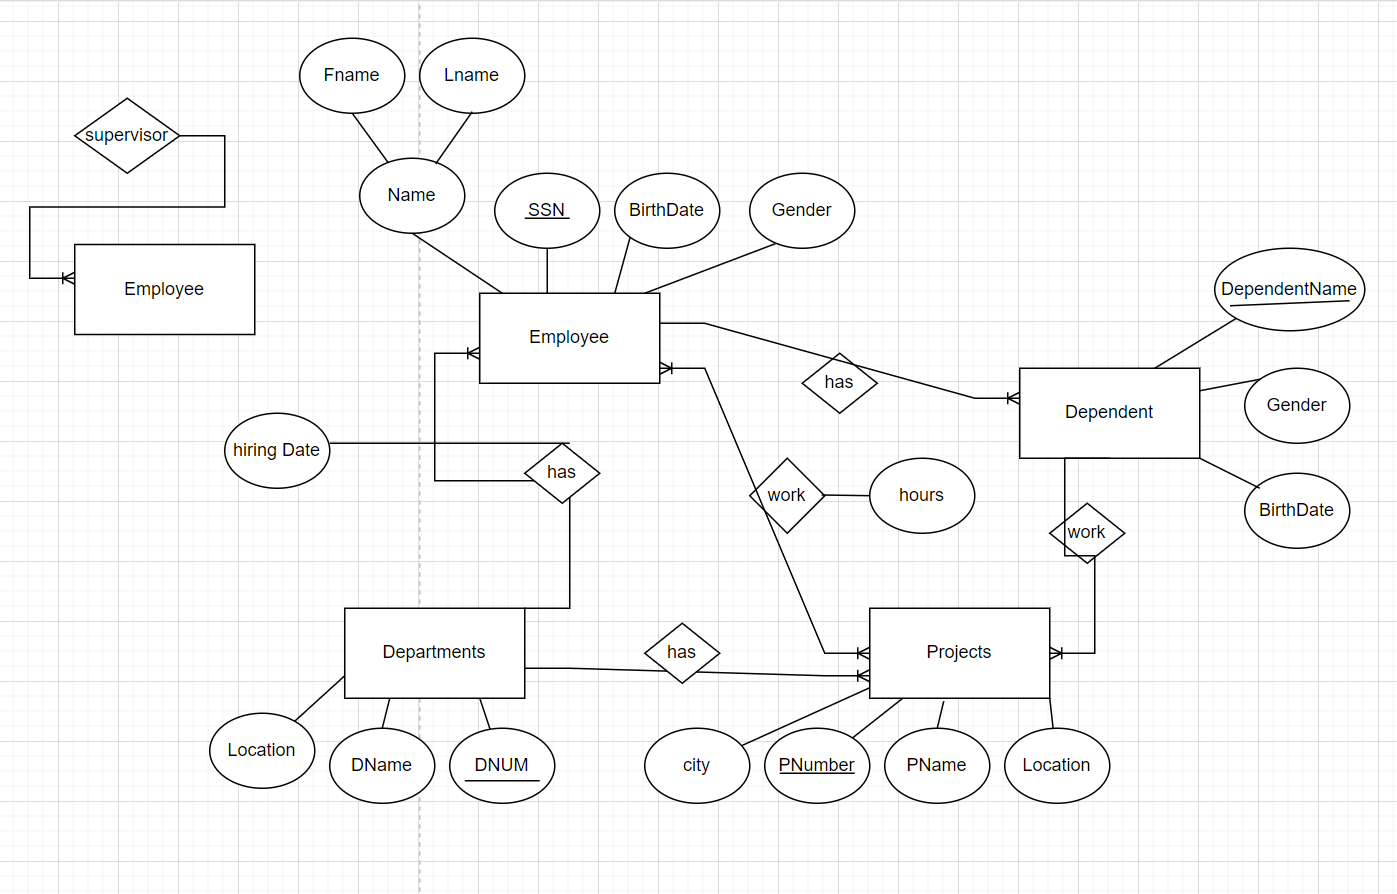 Fname
Lname
supervisor
Name
SSN
BirthDate
Gender
Employee
DependentName
Employee
has
Dependent
Gender
hiring Date
has
work
hours
BirthDate
work
Departments
has
Projects
Location
DName
DNUM
city
PNumber
PName
Location